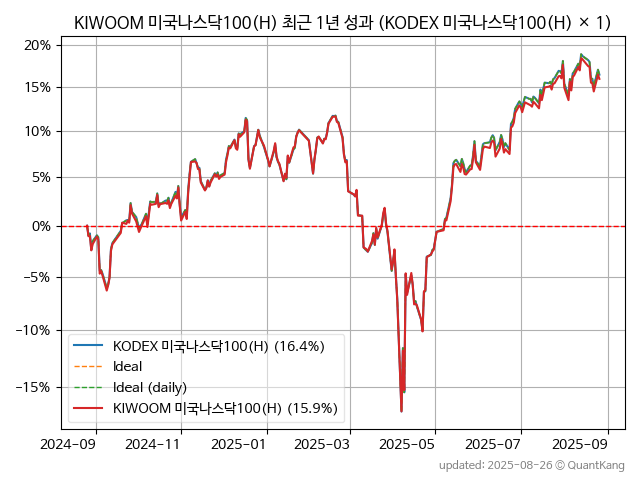 KIWOOM 미국나스닥100(H) 최근 1년 성과 (KODEX 미국나스닥100(H) × 1)
20%
15%
10%
5%
0%
−5%
−10%
−15%
KODEX 미국나스닥100(H) (16.4%)
Ideal
Ideal (daily)
KIWOOM 미국나스닥100(H) (15.9%)
2024-09 2024-11 2025-01 2025-03 2025-05 2025-07 2025-09
updated: 2025-08-26 © QuantKang